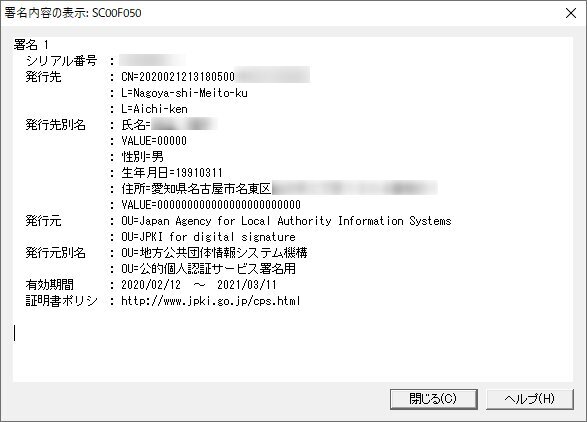 署名内容の表示: SC00F050
署名 1
シリアル番号 :
発行先 : CN=2020021213180500
: L=Nagoya-shi-Meito-ku
: L=Aichi-ken
発行先別名 : 氏名=
: VALUE=00000
: 性別=男
: 生年月日=19910311
: 住所=愛知県名古屋市名東区
: VALUE=000000000000000000000000
発行元 : OU=Japan Agency for Local Authority Information Systems
: OU=JPKI for digital signature
発行元別名 : OU=地方公共団体情報システム機構
: OU=公的個人認証サービス署名用
有効期間 : 2020/02/12 ～ 2021/03/11
証明書ポリシ : http://www.jpki.go.jp/cps.html
閉じる(C) ヘルプ(H)